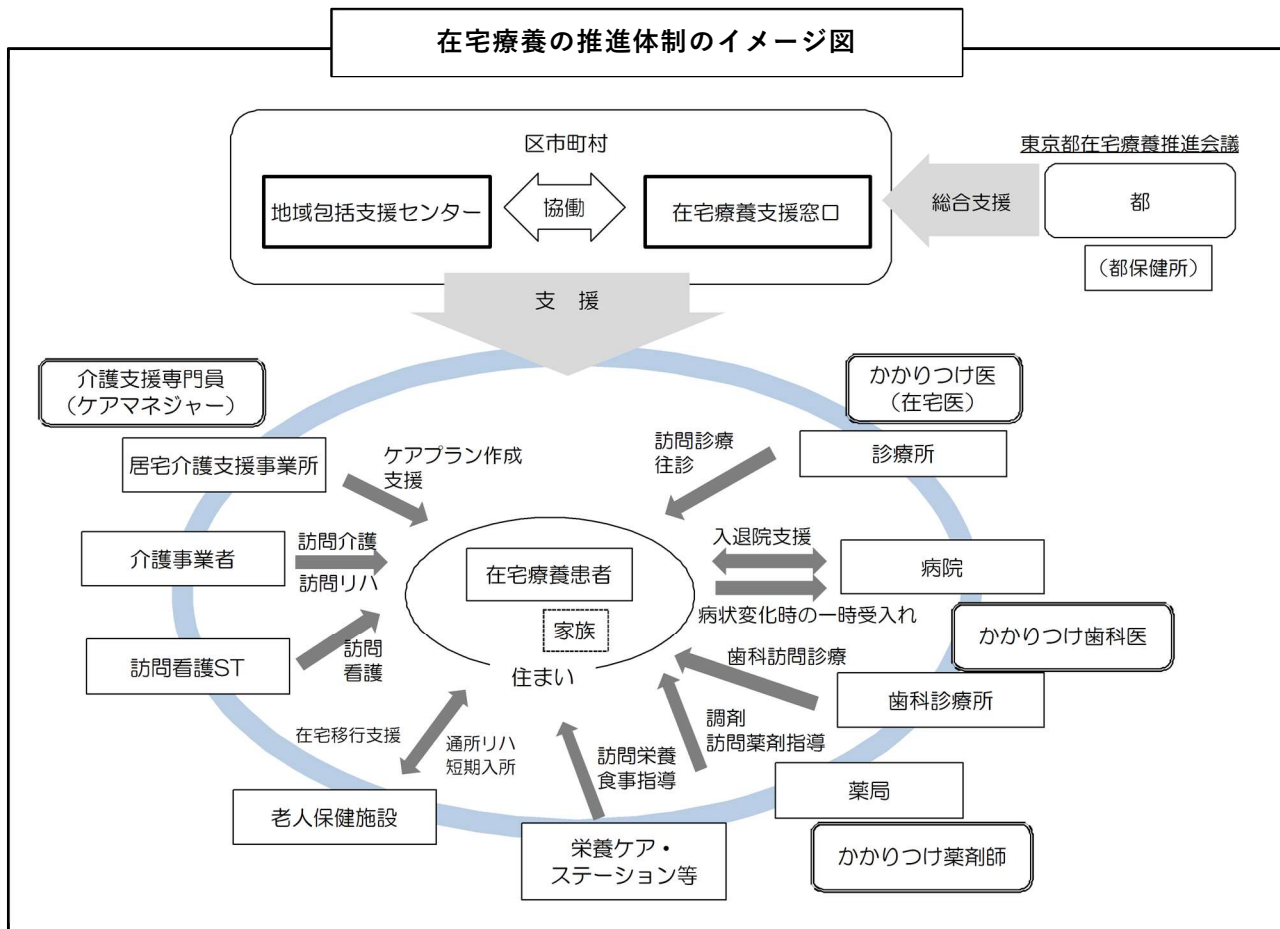 在宅療養の推進体制のイメージ図
区市町村
地域包括支援センター
協働
在宅療養支援窓口
総合支援
東京都在宅療養推進会議
都
（都保健所）
支　援
介護支援専門員
（ケアマネジャー）
居宅介護支援事業所
ケアプラン作成
支援
かかりつけ医
（在宅医）
診療所
訪問診療
往診
介護事業者
訪問介護
訪問リハ
在宅療養患者
家族
住まい
入退院支援
病院
病状変化時の一時受入れ
訪問看護ST
訪問
看護
かかりつけ歯科医
歯科訪問診療
歯科診療所
在宅移行支援
通所リハ
短期入所
老人保健施設
訪問栄養
食事指導
栄養ケア・
ステーション等
調剤
訪問薬剤指導
薬局
かかりつけ薬剤師